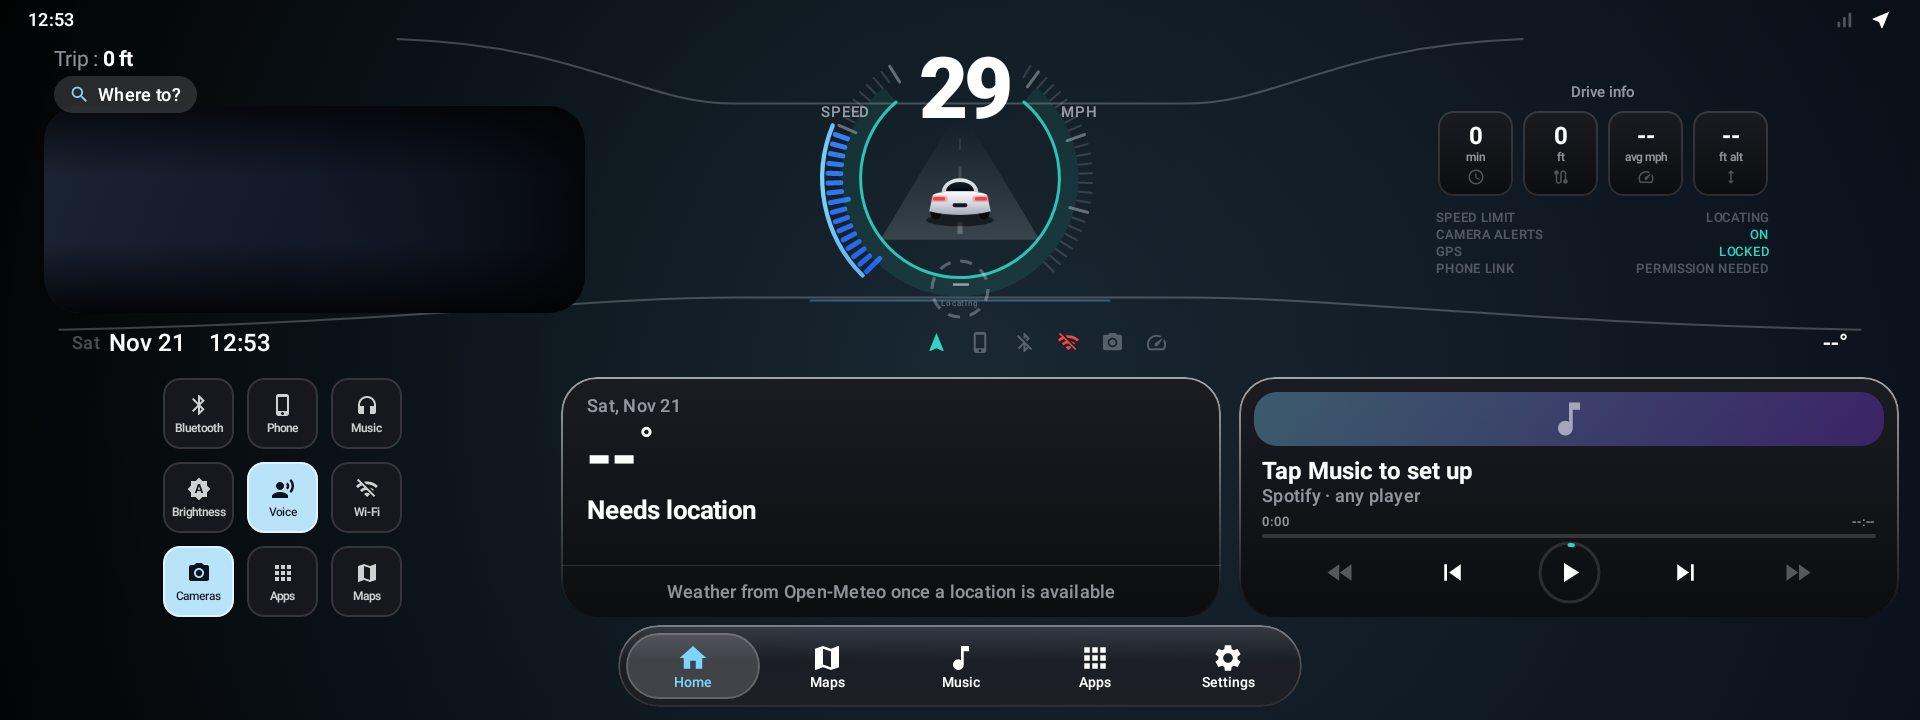 12:53
Trip : 0 ft
Where to?
SPEED
29
MPH
Locating
Drive info
0
min
0
ft
--
avg mph
--
ft alt
SPEED LIMIT LOCATING
CAMERA ALERTS ON
GPS LOCKED
PHONE LINK PERMISSION NEEDED
Sat Nov 21 12:53
--°
Bluetooth
Phone
Music
Brightness
Voice
Wi-Fi
Cameras
Apps
Maps
Sat, Nov 21
--°
Needs location
Weather from Open-Meteo once a location is available
Tap Music to set up
Spotify · any player
0:00 --:--
Home
Maps
Music
Apps
Settings